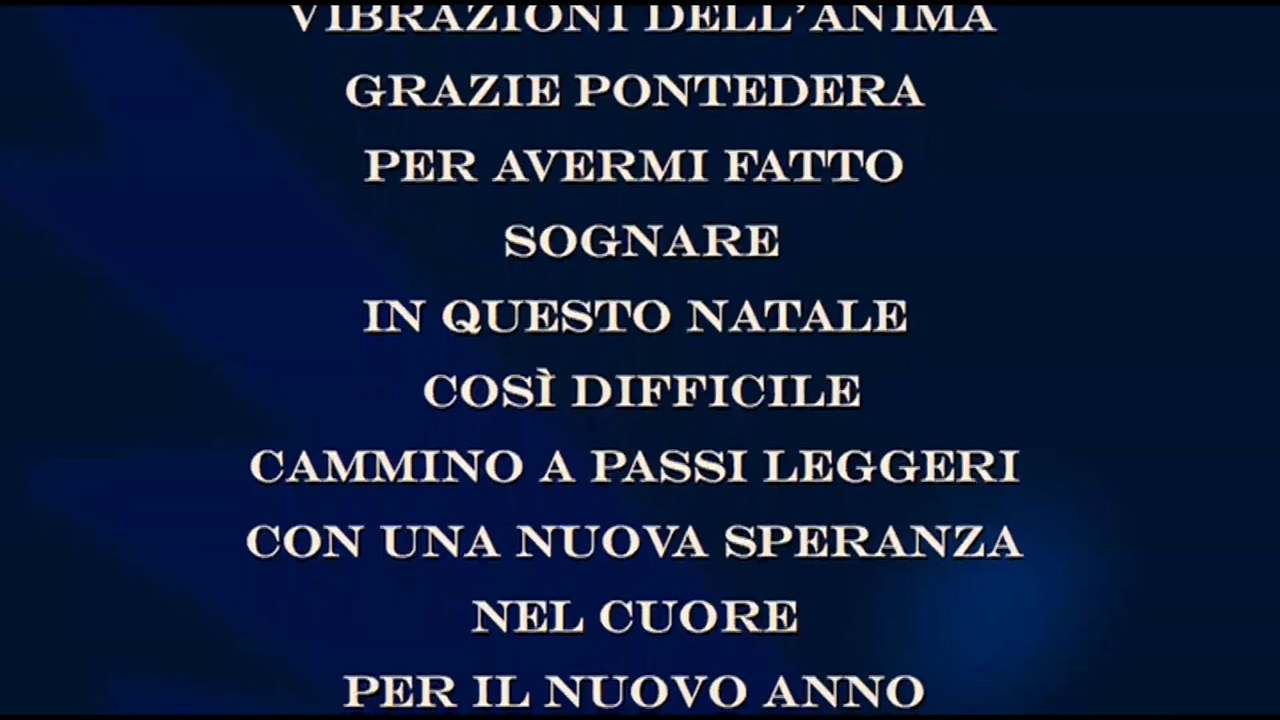 VIBRAZIONI DELL'ANIMA
GRAZIE PONTEDERA
PER AVERMI FATTO
SOGNARE
IN QUESTO NATALE
COSÌ DIFFICILE
CAMMINO A PASSI LEGGERI
CON UNA NUOVA SPERANZA
NEL CUORE
PER IL NUOVO ANNO